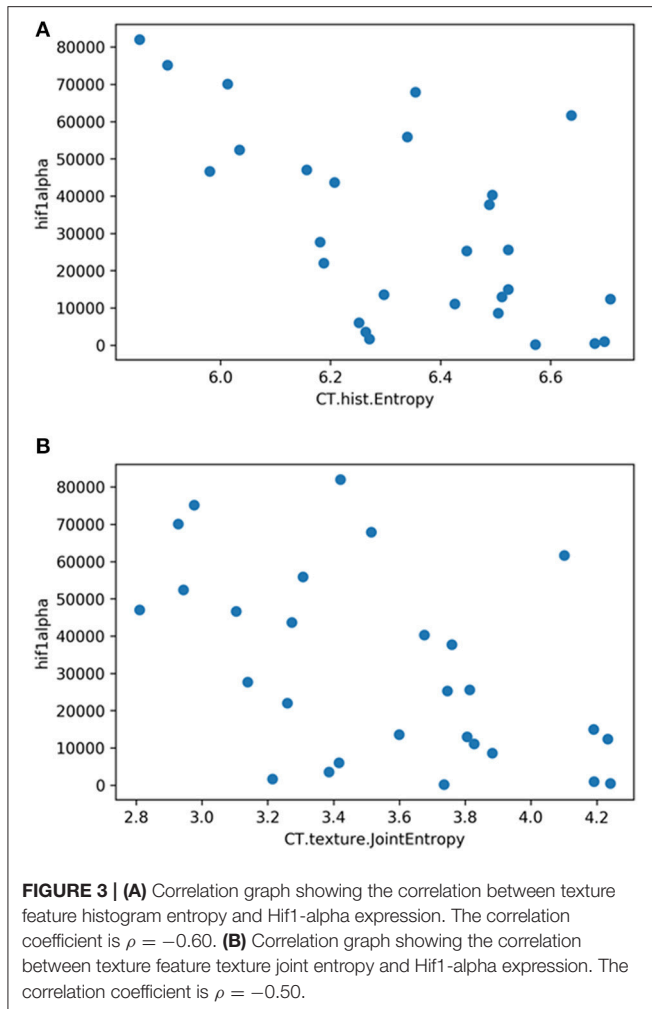 A
80000
70000
60000
50000
40000
30000
20000
10000
0
hif1alpha
6.0 6.2 6.4 6.6
CT.hist.Entropy
B
80000
70000
60000
50000
40000
30000
20000
10000
0
hif1alpha
2.8 3.0 3.2 3.4 3.6 3.8 4.0 4.2
CT.texture.JointEntropy
FIGURE 3 | (A) Correlation graph showing the correlation between texture
feature histogram entropy and Hif1-alpha expression. The correlation
coefficient is ρ = −0.60. (B) Correlation graph showing the correlation
between texture feature texture joint entropy and Hif1-alpha expression. The
correlation coefficient is ρ = −0.50.